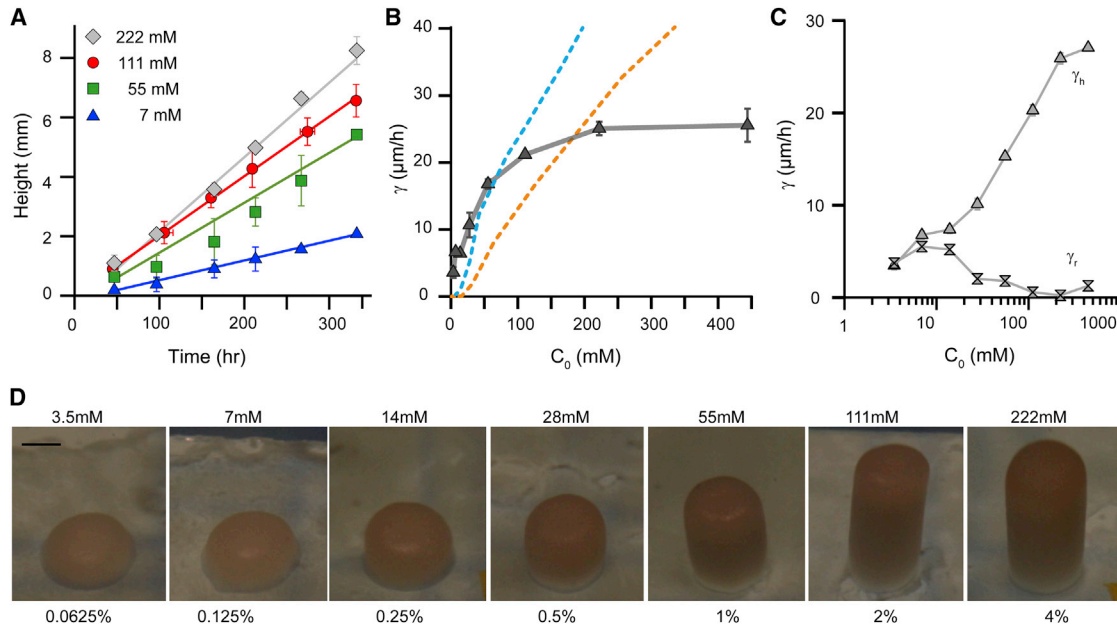 A
222 mM
111 mM
55 mM
7 mM
Height (mm)
8
6
4
2
0
0
100
200
300
Time (hr)
B
γ (μm/h)
40
30
20
10
0
0
100
200
300
400
C₀ (mM)
C
γ (μm/h)
30
20
10
0
γₕ
γᵣ
1
10
100
1000
C₀ (mM)
D
3.5mM
7mM
14mM
28mM
55mM
111mM
222mM
0.0625%
0.125%
0.25%
0.5%
1%
2%
4%